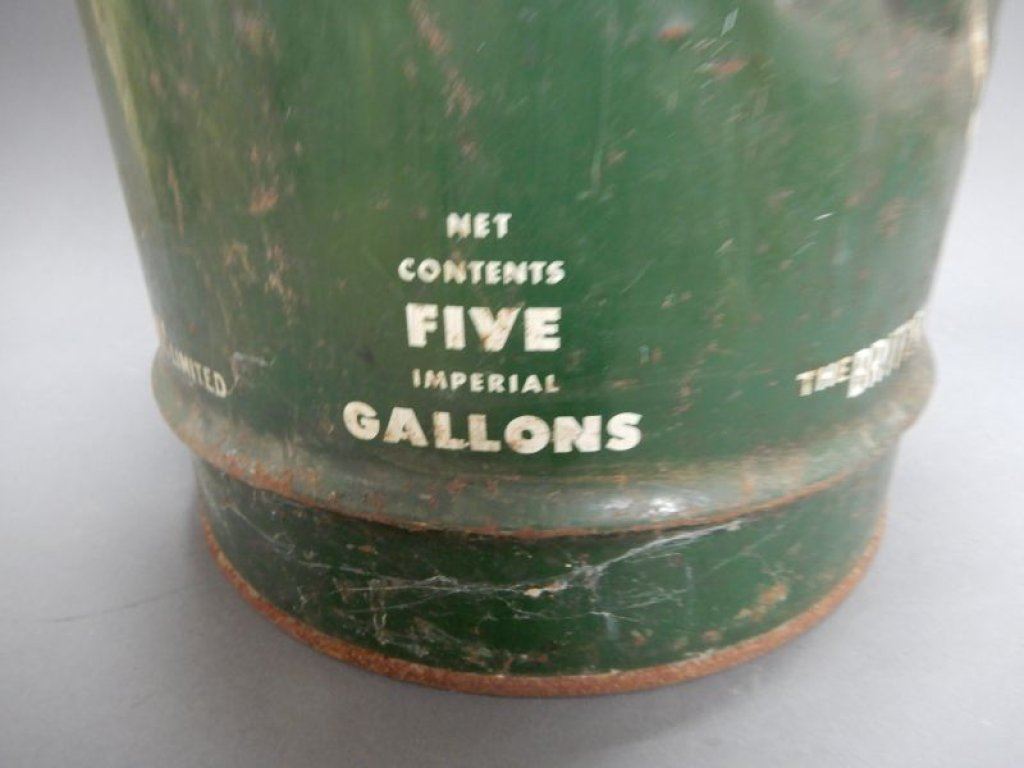 NET
CONTENTS
FIVE
IMPERIAL
GALLONS
LIMITED
THE